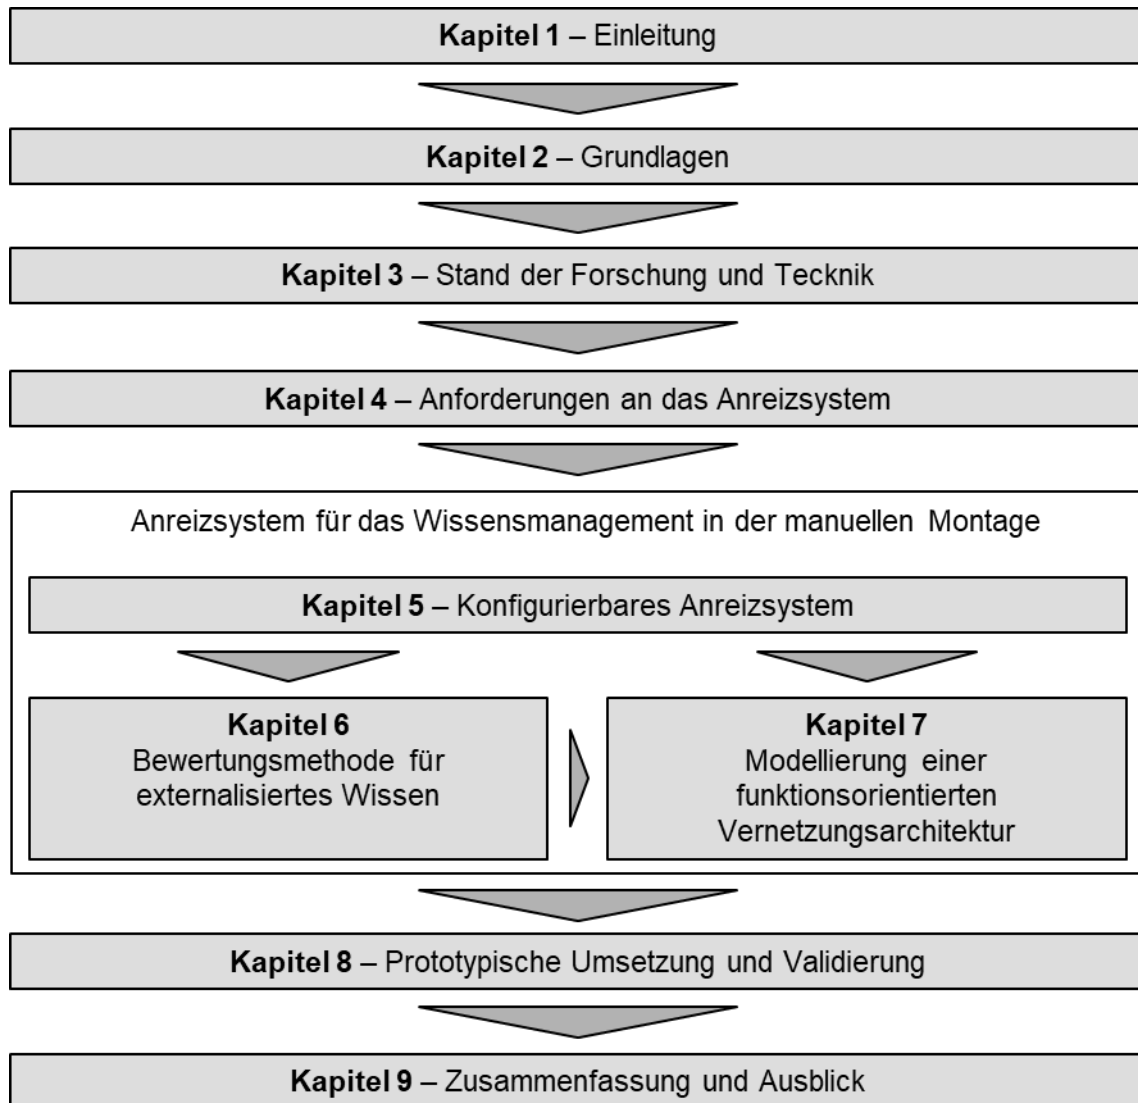 Kapitel 1 – Einleitung
Kapitel 2 – Grundlagen
Kapitel 3 – Stand der Forschung und Tecknik
Kapitel 4 – Anforderungen an das Anreizsystem
Anreizsystem für das Wissensmanagement in der manuellen Montage
Kapitel 5 – Konfigurierbares Anreizsystem
Kapitel 6
Bewertungsmethode für
externalisiertes Wissen
Kapitel 7
Modellierung einer
funktionsorientierten
Vernetzungsarchitektur
Kapitel 8 – Prototypische Umsetzung und Validierung
Kapitel 9 – Zusammenfassung und Ausblick